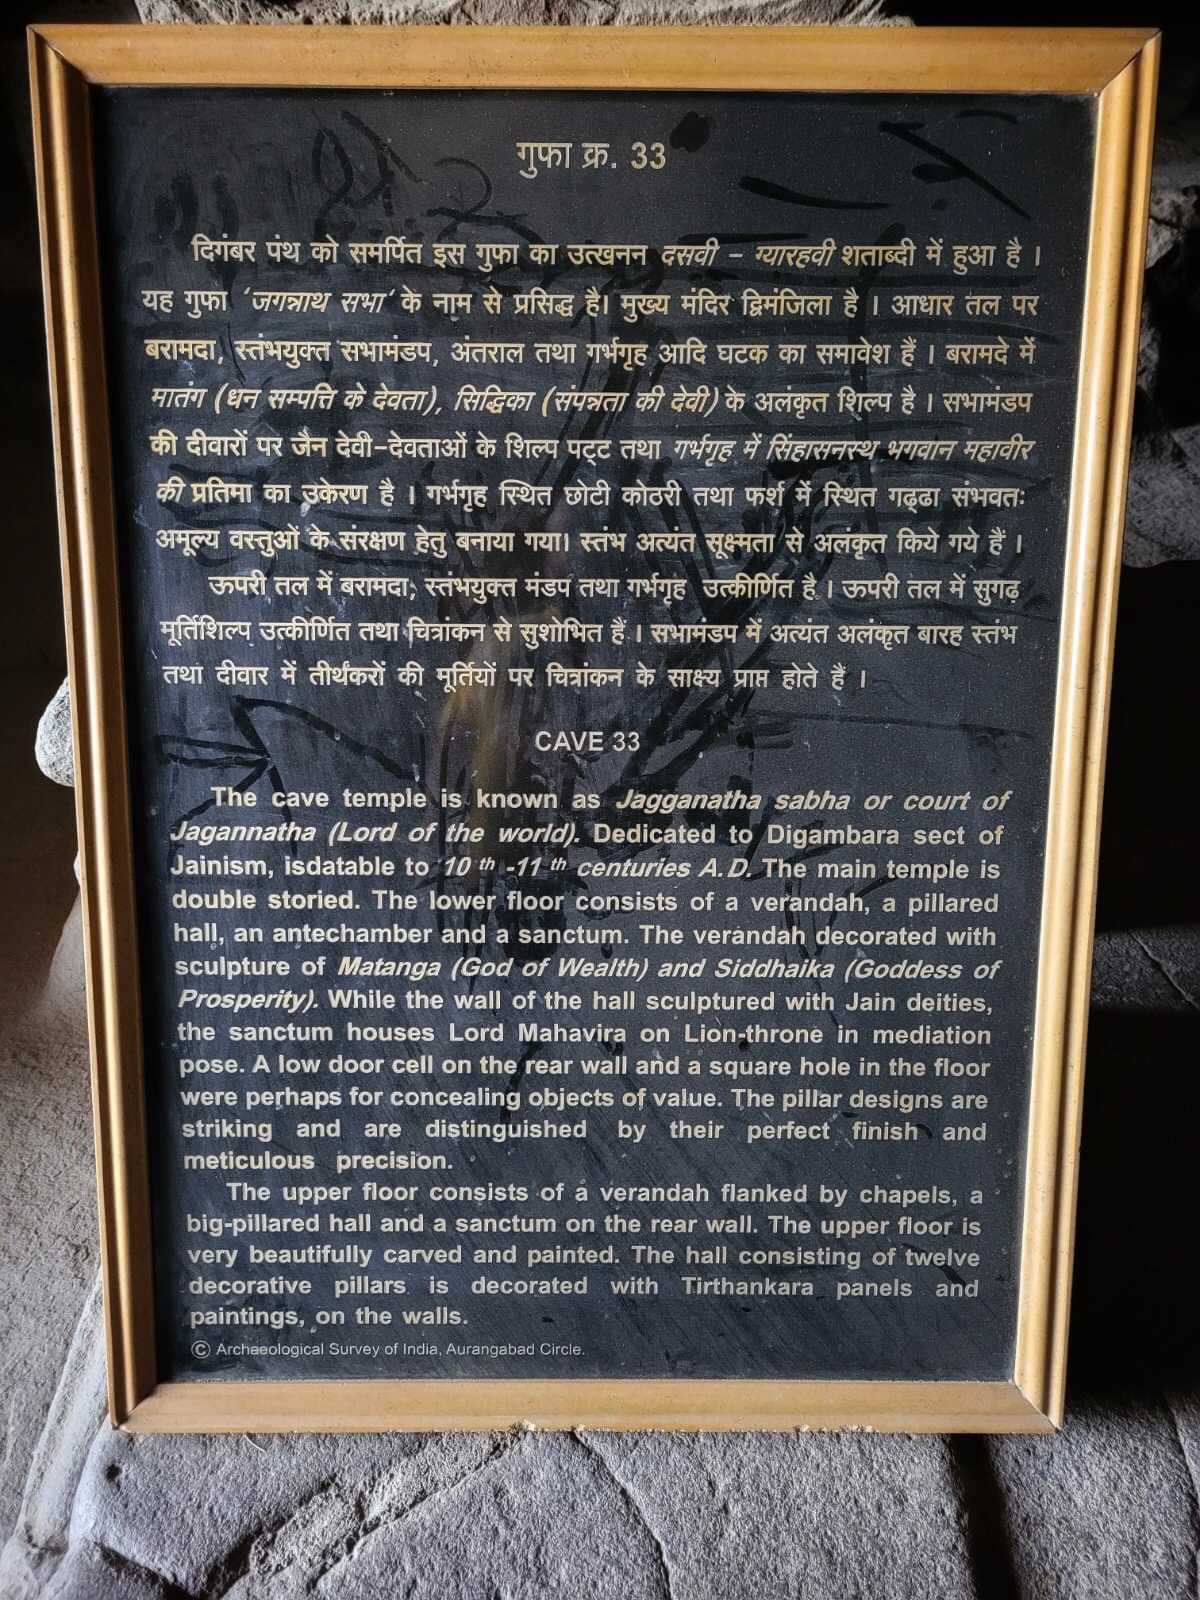 गुफा क्र. 33
दिगंबर पंथ को समर्पित इस गुफा का उत्खनन दसवी – ग्यारहवी शताब्दी में हुआ है ।
यह गुफा ‘जगन्नाथ सभा’ के नाम से प्रसिद्ध है। मुख्य मंदिर द्विमंजिला है । आधार तल पर
बरामदा, स्तंभयुक्त सभामंडप, अंतराल तथा गर्भगृह आदि घटक का समावेश हैं । बरामदे में
मातंग (धन सम्पत्ति के देवता), सिद्धिका (संपन्नता की देवी) के अलंकृत शिल्प है । सभामंडप
की दीवारों पर जैन देवी-देवताओं के शिल्प पट्ट तथा गर्भगृह में सिंहासनस्थ भगवान महावीर
की प्रतिमा का उकेरण है । गर्भगृह स्थित छोटी कोठरी तथा फर्श में स्थित गढ्ढा संभवतः
अमूल्य वस्तुओं के संरक्षण हेतु बनाया गया। स्तंभ अत्यंत सूक्ष्मता से अलंकृत किये गये हैं ।
ऊपरी तल में बरामदा; स्तंभयुक्त मंडप तथा गर्भगृह उत्कीर्णित है । ऊपरी तल में सुगढ़
मूर्तिशिल्प उत्कीर्णित तथा चित्रांकन से सुशोभित हैं । सभामंडप में अत्यंत अलंकृत बारह स्तंभ
तथा दीवार में तीर्थंकरों की मूर्तियों पर चित्रांकन के साक्ष्य प्राप्त होते हैं ।
CAVE 33
The cave temple is known as Jagganatha sabha or court of
Jagannatha (Lord of the world). Dedicated to Digambara sect of
Jainism, isdatable to 10 th -11 th centuries A.D. The main temple is
double storied. The lower floor consists of a verandah, a pillared
hall, an antechamber and a sanctum. The verandah decorated with
sculpture of Matanga (God of Wealth) and Siddhaika (Goddess of
Prosperity). While the wall of the hall sculptured with Jain deities,
the sanctum houses Lord Mahavira on Lion-throne in mediation
pose. A low door cell on the rear wall and a square hole in the floor
were perhaps for concealing objects of value. The pillar designs are
striking and are distinguished by their perfect finish and
meticulous precision.
The upper floor consists of a verandah flanked by chapels, a
big-pillared hall and a sanctum on the rear wall. The upper floor is
very beautifully carved and painted. The hall consisting of twelve
decorative pillars is decorated with Tirthankara panels and
paintings, on the walls.
© Archaeological Survey of India, Aurangabad Circle.